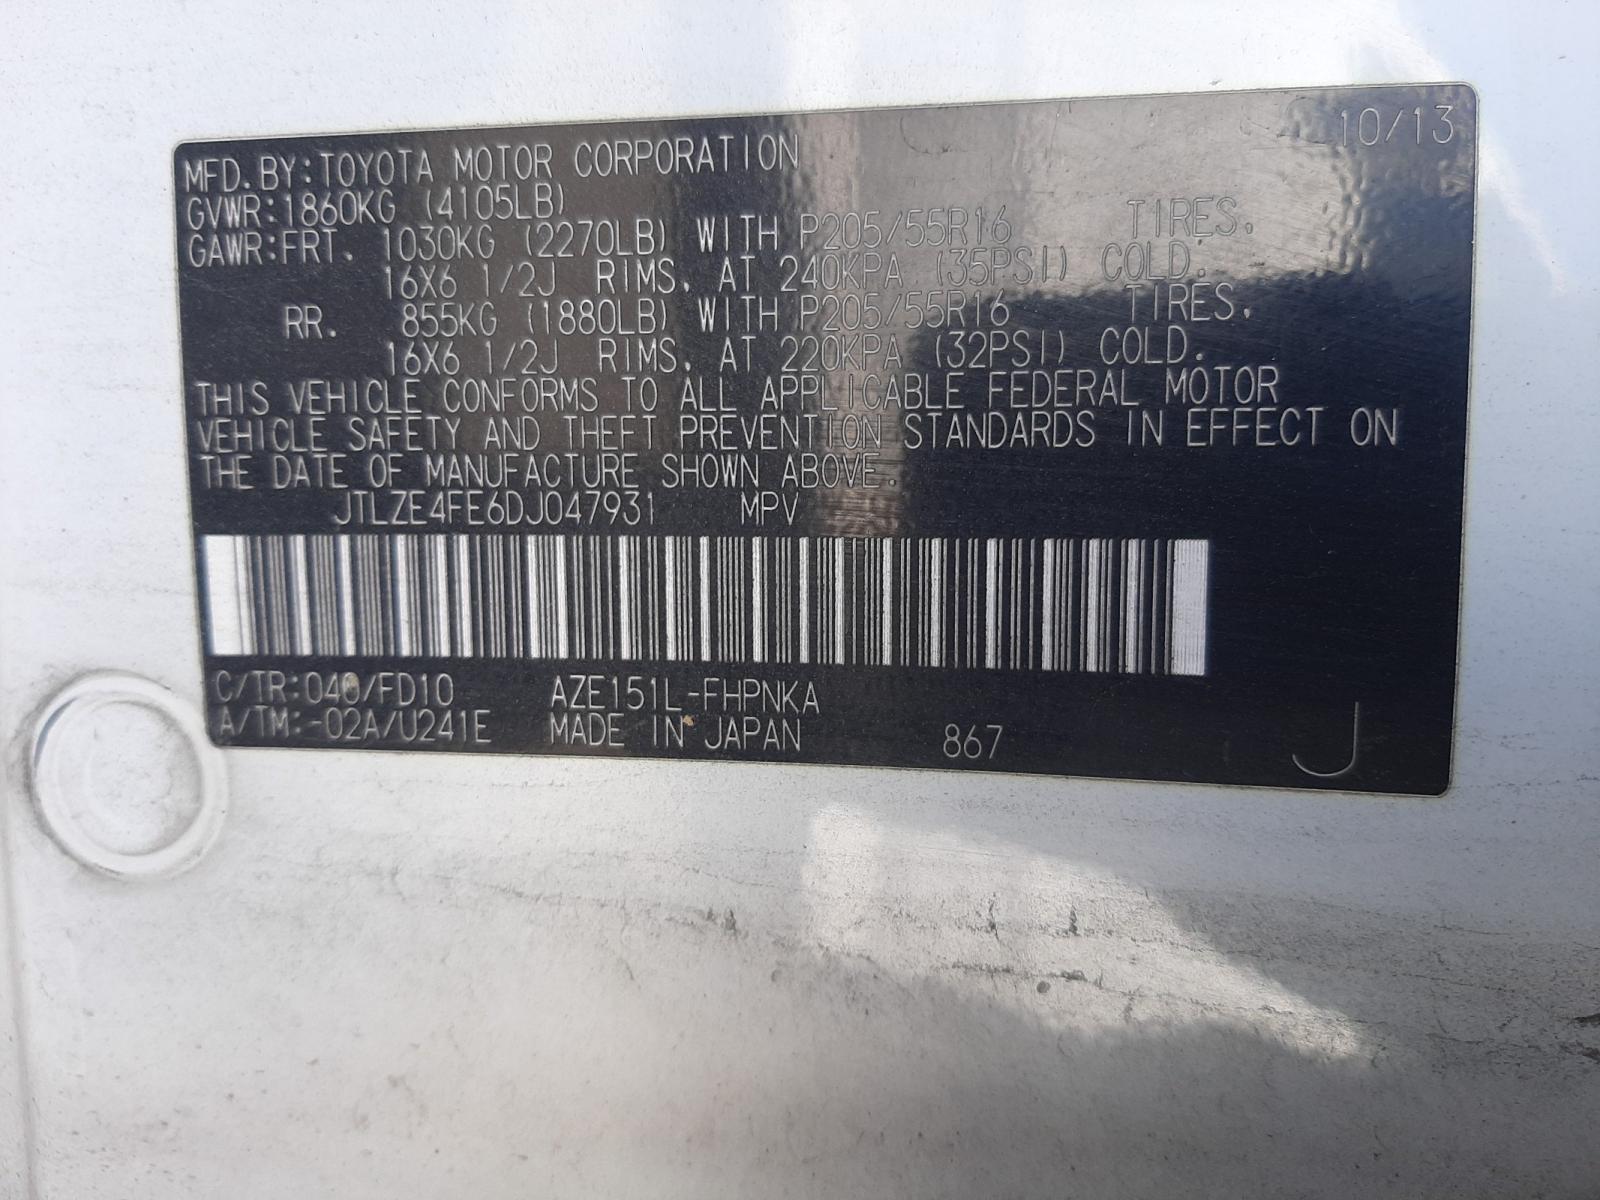 10/13
MFD.BY:TOYOTA MOTOR CORPORATION
GVWR:1860KG (4105LB)
GAWR:FRT. 1030KG (2270LB) WITH P205/55R16 TIRES,
16X6 1/2J RIMS, AT 240KPA (35PSI) COLD.
RR. 855KG (1880LB) WITH P205/55R16 TIRES,
16X6 1/2J RIMS, AT 220KPA (32PSI) COLD.
THIS VEHICLE CONFORMS TO ALL APPLICABLE FEDERAL MOTOR
VEHICLE SAFETY AND THEFT PREVENTION STANDARDS IN EFFECT ON
THE DATE OF MANUFACTURE SHOWN ABOVE.
JTLZE4FE6DJ047931 MPV
C/TR:040/FD10 AZE151L-FHPNKA
A/TM:-02A/U241E MADE IN JAPAN 867 J